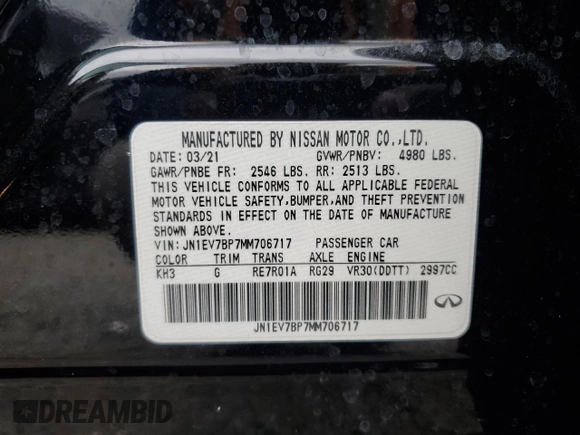 MANUFACTURED BY NISSAN MOTOR CO.,LTD.
DATE: 03/21 GVWR/PNBV: 4980 LBS.
GAWR/PNBE FR: 2546 LBS. RR: 2513 LBS.
THIS VEHICLE CONFORMS TO ALL APPLICABLE FEDERAL
MOTOR VEHICLE SAFETY,BUMPER,AND THEFT PREVENTION
STANDARDS IN EFFECT ON THE DATE OF MANUFACTURE
SHOWN ABOVE.
VIN: JN1EV7BP7MM706717 PASSENGER CAR
COLOR TRIM TRANS AXLE ENGINE
KH3 G RE7R01A RG29 VR30(DDTT) 2997CC
JN1EV7BP7MM706717
DREAMBID